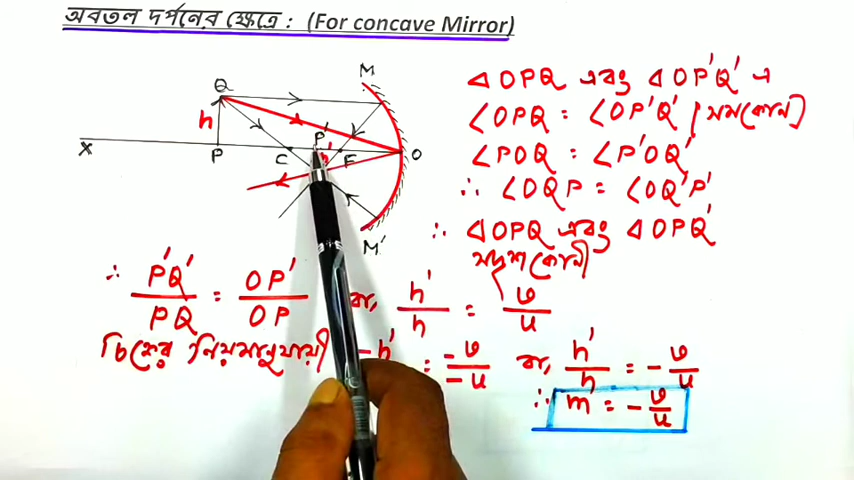 অবতল দর্পনের ক্ষেত্রে : (For concave Mirror)
M
Q
h
P'
h'
X
P
C
F
O
M'
△OPQ এবং △OP'Q' এ
∠OPQ = ∠OP'Q' (সমকোন)
∠POQ = ∠P'OQ'
∴ ∠OQP = ∠OQ'P'
∴ △OPQ এবং △OPQ'
সদৃশকোনী
∴ P'Q'/PQ = OP'/OP বা, h'/h = v/u
চিহ্নের নিয়মানুযায়ী -h' = -v/-u বা, h'/h = -v/u
∴ m = -v/u